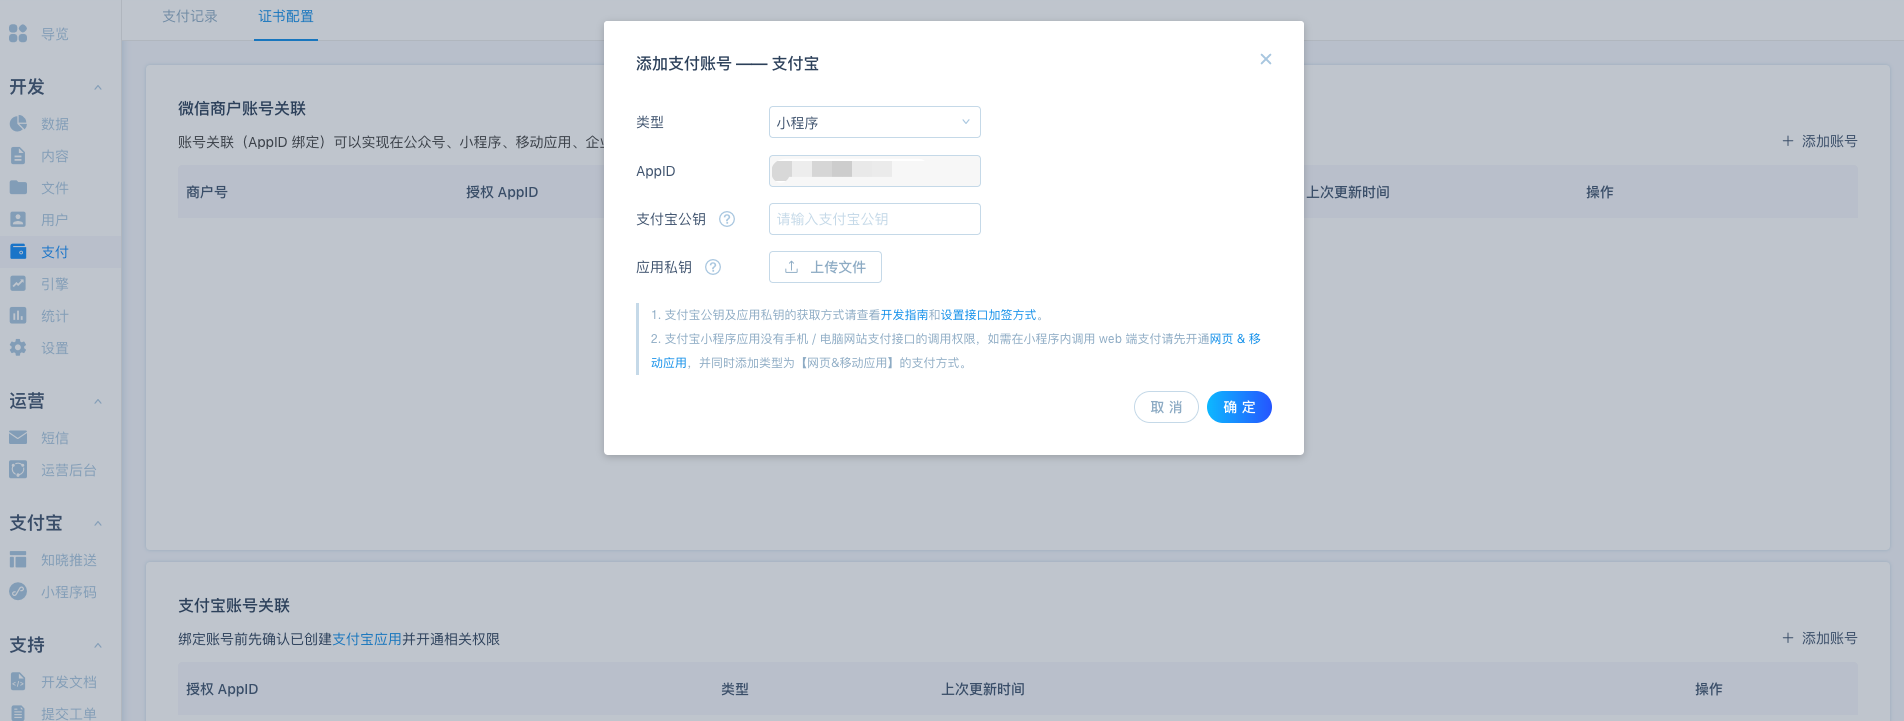 支付记录
证书配置
导览
开发
数据
内容
文件
用户
支付
引擎
统计
设置
运营
短信
运营后台
支付宝
知晓推送
小程序码
支持
开发文档
提交工单
微信商户账号关联
账号关联（AppID 绑定）可以实现在公众号、小程序、移动应用、企业
添加账号
商户号
授权 AppID
上次更新时间
操作
添加支付账号 —— 支付宝
类型
小程序
AppID
支付宝公钥
请输入支付宝公钥
应用私钥
上传文件
1. 支付宝公钥及应用私钥的获取方式请查看开发指南和设置接口加签方式。
2. 支付宝小程序应用没有手机 / 电脑网站支付接口的调用权限，如需在小程序内调用 web 端支付请先开通网页 & 移
动应用，并同时添加类型为【网页&移动应用】的支付方式。
取 消
确 定
支付宝账号关联
绑定账号前先确认已创建支付宝应用并开通相关权限
添加账号
授权 AppID
类型
上次更新时间
操作